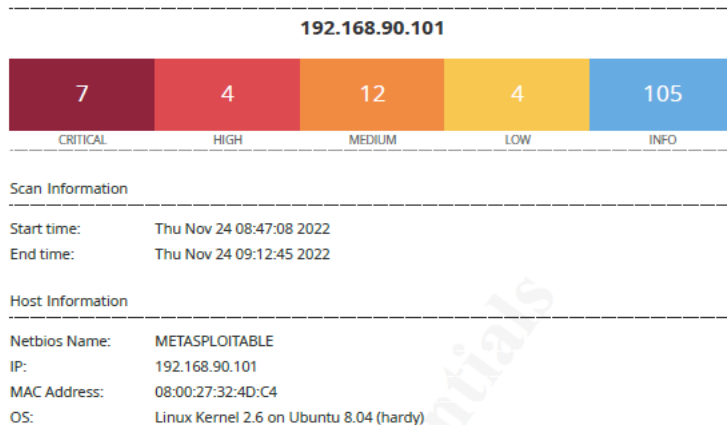 192.168.90.101
7 4 12 4 105
CRITICAL HIGH MEDIUM LOW INFO
Scan Information
Start time: Thu Nov 24 08:47:08 2022
End time: Thu Nov 24 09:12:45 2022
Host Information
Netbios Name: METASPLOITABLE
IP: 192.168.90.101
MAC Address: 08:00:27:32:4D:C4
OS: Linux Kernel 2.6 on Ubuntu 8.04 (hardy)
entials